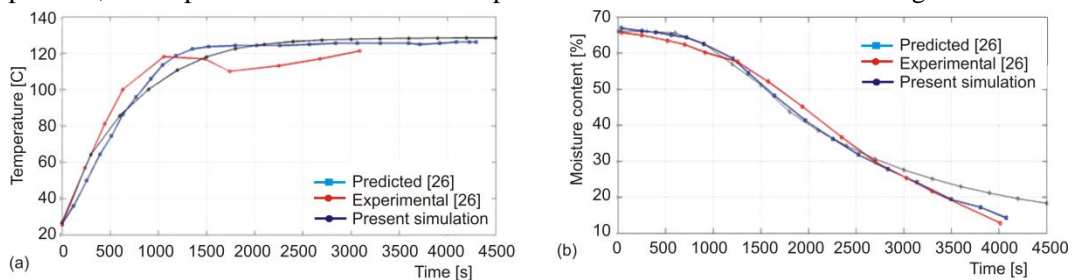 140
120
100
80
60
40
20
Temperature [C]
Predicted [26]
Experimental [26]
Present simulation
0 500 1000 1500 2000 2500 3000 3500 4000 4500
(a)
Time [s]
70
60
50
40
30
20
10
Moisture content [%]
Predicted [26]
Experimental [26]
Present simulation
0 500 1000 1500 2000 2500 3000 3500 4000 4500
(b)
Time [s]